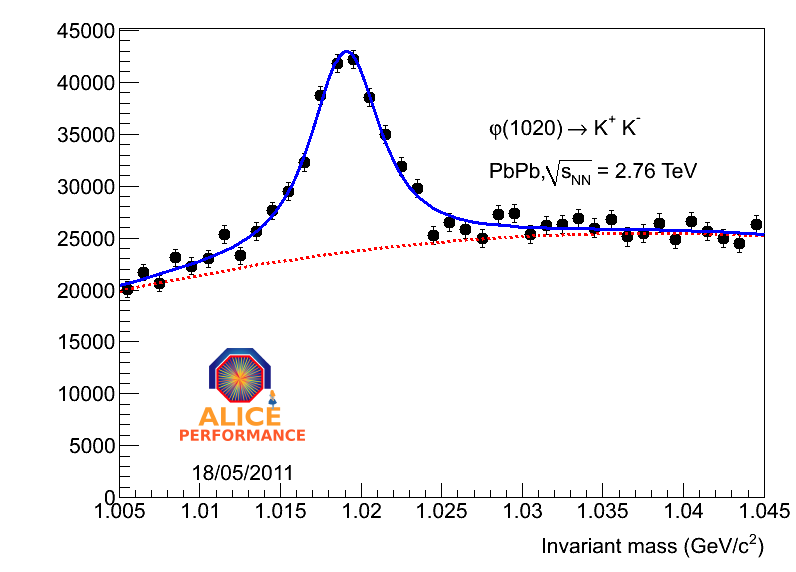 45000
40000
35000
30000
25000
20000
15000
10000
5000
0
φ(1020) → K⁺ K⁻
PbPb,√sNN = 2.76 TeV
ALICE
PERFORMANCE
18/05/2011
1.005 1.01 1.015 1.02 1.025 1.03 1.035 1.04 1.045
Invariant mass (GeV/c²)